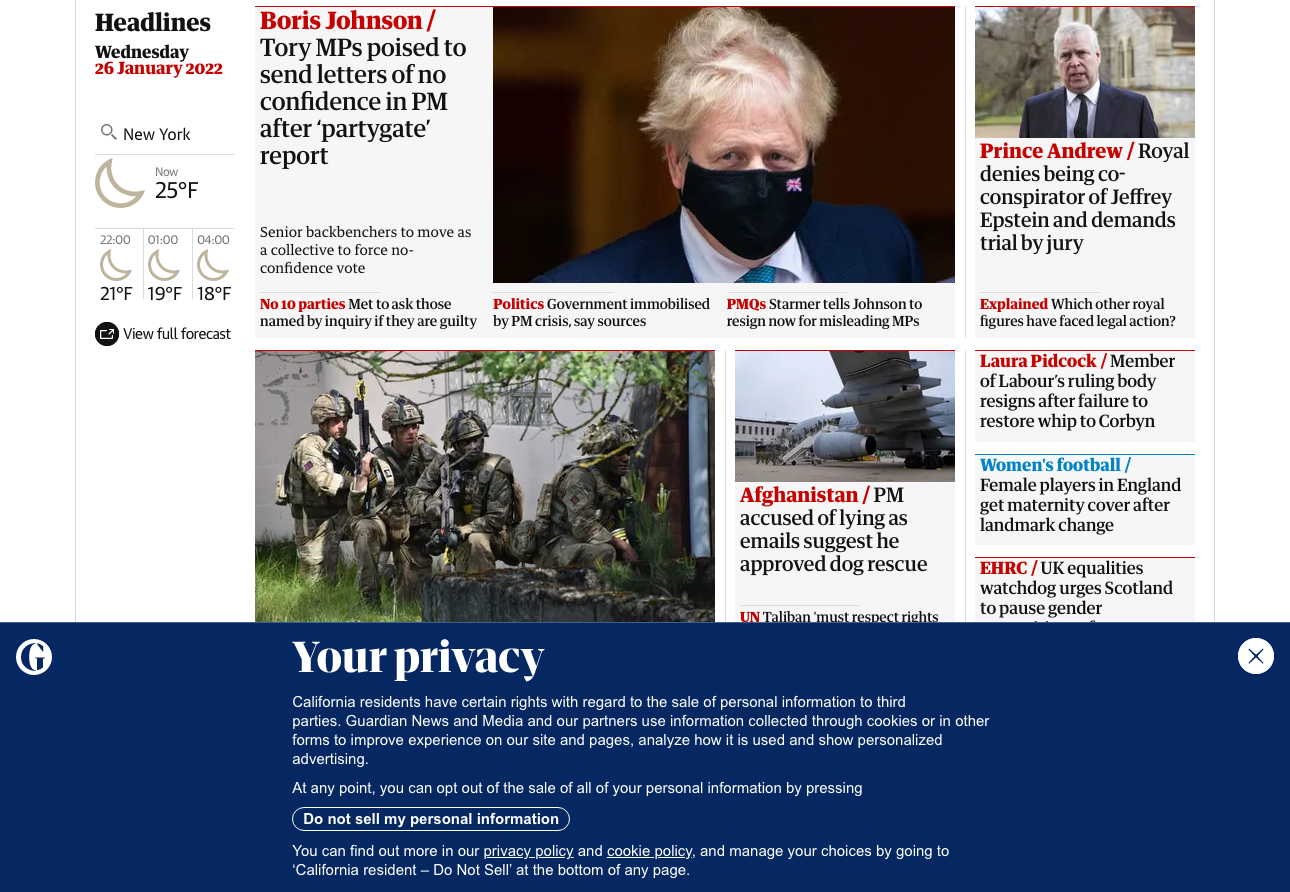 Headlines
Wednesday
26 January 2022
New York
Now
25°F
22:00
01:00
04:00
21°F
19°F
18°F
View full forecast
Boris Johnson /
Tory MPs poised to
send letters of no
confidence in PM
after ‘partygate’
report
Senior backbenchers to move as
a collective to force no-
confidence vote
No 10 parties Met to ask those
named by inquiry if they are guilty
Politics Government immobilised
by PM crisis, say sources
PMQs Starmer tells Johnson to
resign now for misleading MPs
Prince Andrew / Royal
denies being co-
conspirator of Jeffrey
Epstein and demands
trial by jury
Explained Which other royal
figures have faced legal action?
Afghanistan / PM
accused of lying as
emails suggest he
approved dog rescue
UN Taliban 'must respect rights
Laura Pidcock / Member
of Labour’s ruling body
resigns after failure to
restore whip to Corbyn
Women's football /
Female players in England
get maternity cover after
landmark change
EHRC / UK equalities
watchdog urges Scotland
to pause gender
Your privacy
California residents have certain rights with regard to the sale of personal information to third
parties. Guardian News and Media and our partners use information collected through cookies or in other
forms to improve experience on our site and pages, analyze how it is used and show personalized
advertising.
At any point, you can opt out of the sale of all of your personal information by pressing
Do not sell my personal information
You can find out more in our privacy policy and cookie policy, and manage your choices by going to
‘California resident – Do Not Sell’ at the bottom of any page.